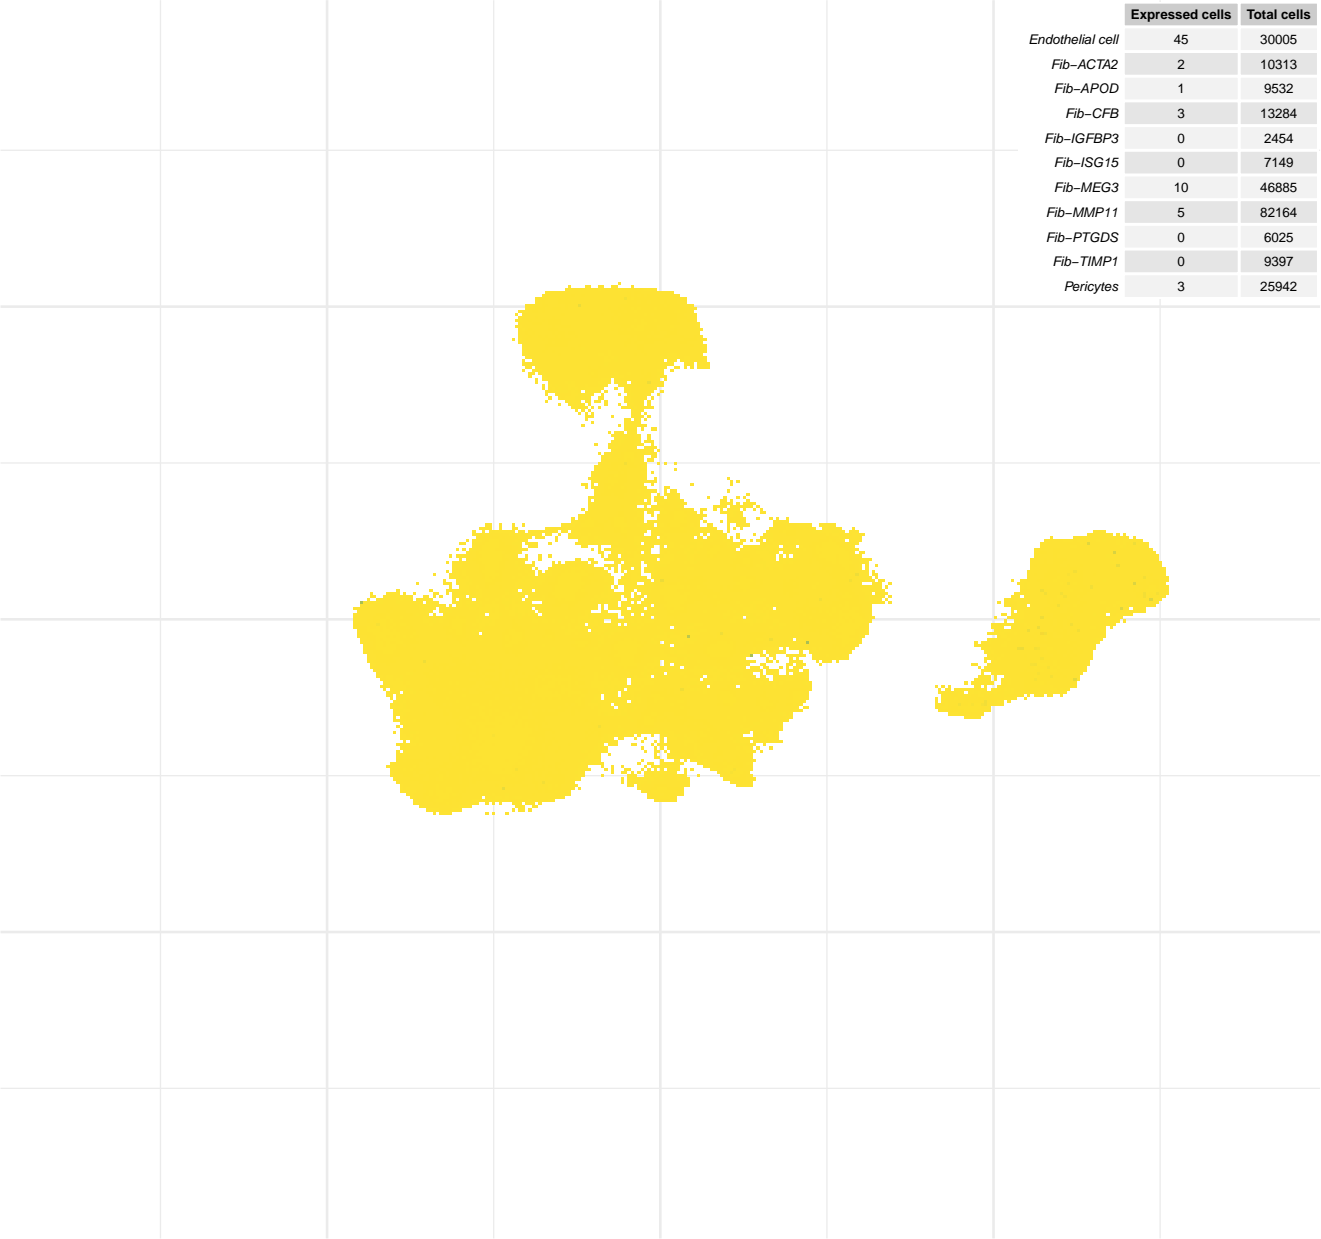 Expressed cells Total cells
Endothelial cell 45 30005
Fib−ACTA2 2 10313
Fib−APOD 1 9532
Fib−CFB 3 13284
Fib−IGFBP3 0 2454
Fib−ISG15 0 7149
Fib−MEG3 10 46885
Fib−MMP11 5 82164
Fib−PTGDS 0 6025
Fib−TIMP1 0 9397
Pericytes 3 25942